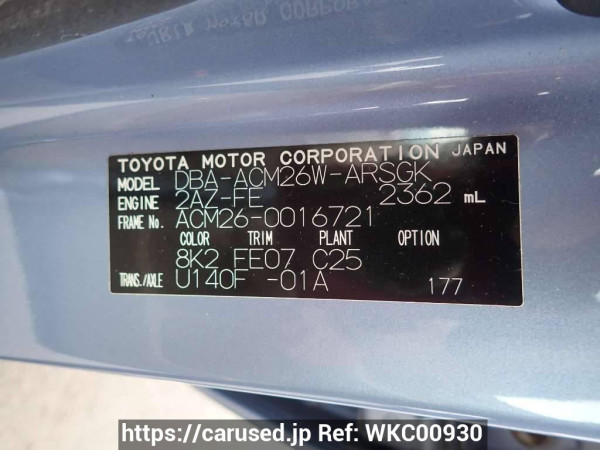 TOYOTA MOTOR CORPORATION JAPAN
MODEL DBA-ACM26W-ARSGK
ENGINE 2AZ-FE 2362 mL
FRAME No. ACM26-0016721
COLOR TRIM PLANT OPTION
8K2 FE07 C25
TRANS./AXLE U140F -01A 177
https://carused.jp Ref: WKC00930